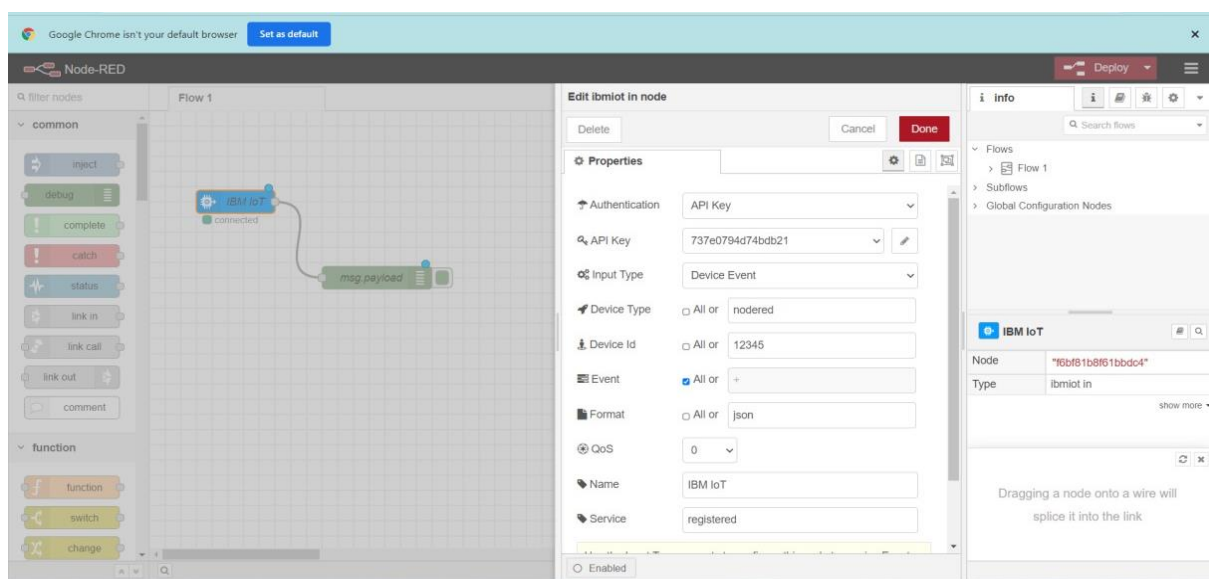 Google Chrome isn't your default browser Set as default
Node-RED Deploy
filter nodes
common
inject
debug
complete
catch
status
link in
link call
link out
comment
function
function
switch
change
Flow 1
IBM IoT
connected
msg.payload
Edit ibmiot in node
Delete Cancel Done
Properties
Authentication API Key
API Key 737e0794d74bdb21
Input Type Device Event
Device Type All or nodered
Device Id All or 12345
Event All or +
Format All or json
QoS 0
Name IBM IoT
Service registered
Enabled
i info
Search flows
Flows
Flow 1
Subflows
Global Configuration Nodes
IBM IoT
Node "f6bf81b8f61bbdc4"
Type ibmiot in
show more
Dragging a node onto a wire will
splice it into the link